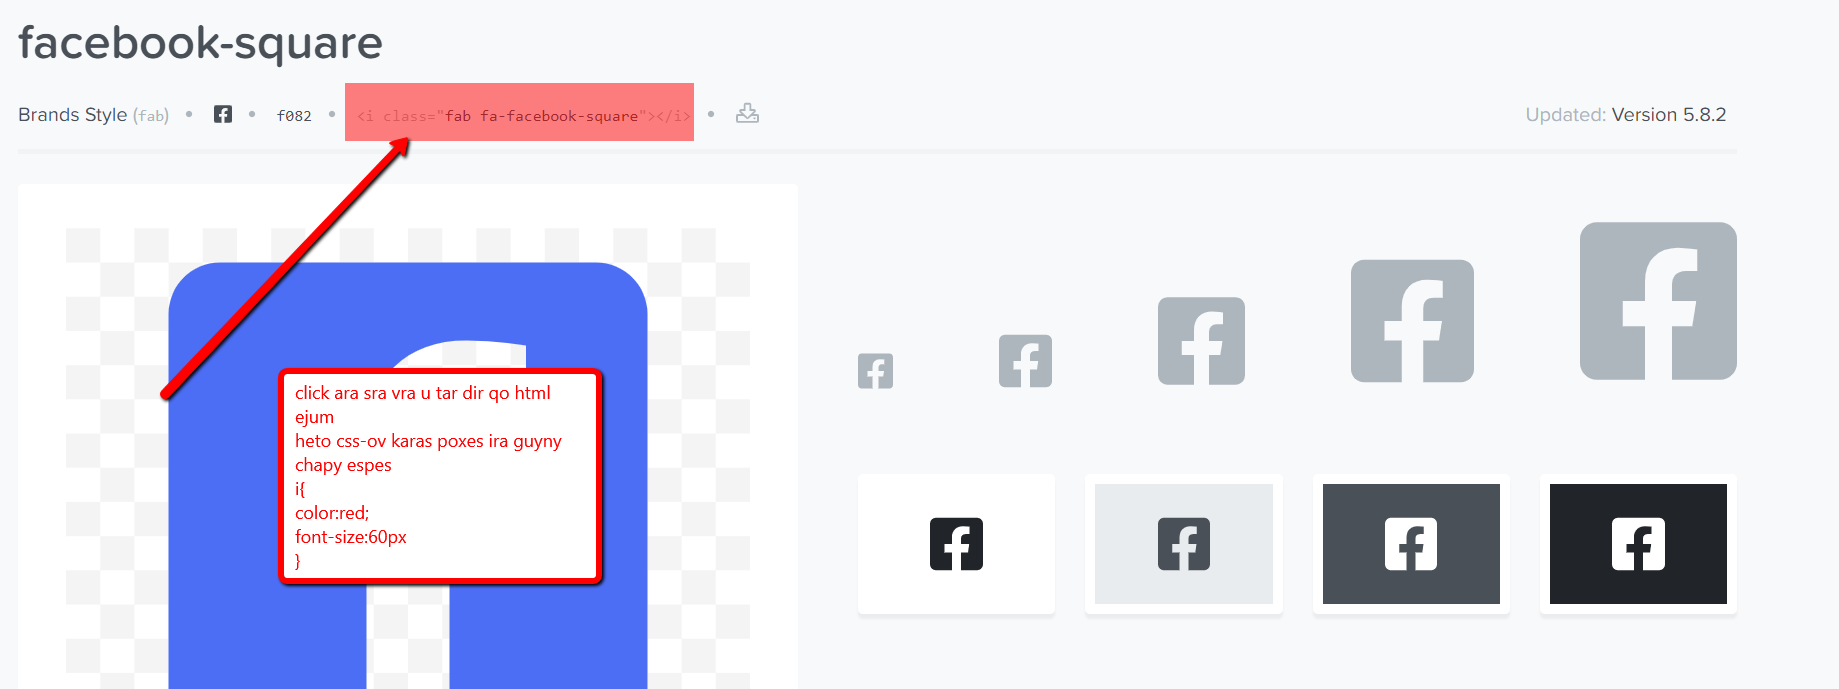 facebook-square
Brands Style (fab) • • f082 • <i class="fab fa-facebook-square"></i> • Updated: Version 5.8.2
click ara sra vra u tar dir qo html
ejum
heto css-ov karas poxes ira guyny
chapy espes
i{
color:red;
font-size:60px
}